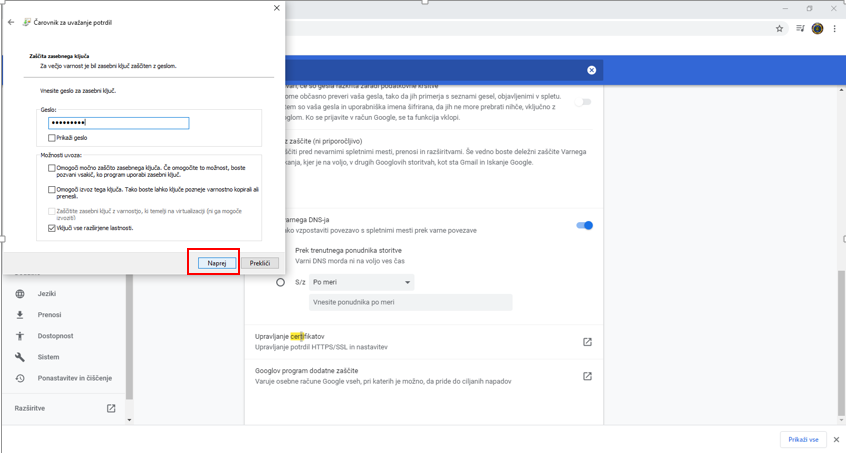 Čarovnik za uvažanje potrdil
Zaščita zasebnega ključa
Za večjo varnost je bil zasebni ključ zaščiten z geslom.
Vnesite geslo za zasebni ključ.
Geslo:
●●●●●●●●●
Prikaži geslo
Možnosti uvoza:
Omogoči močno zaščito zasebnega ključa. Če omogočite to možnost, boste
pozvani vsakič, ko program uporabi zasebni ključ.
Omogoči izvoz tega ključa. Tako boste lahko ključe pozneje varnostno kopirali ali
prenesli.
Zaščitite zasebni ključ z varnostjo, ki temelji na virtualizaciji (ni ga mogoče
izvoziti)
Vključi vse razširjene lastnosti.
Naprej
Prekliči
, če so gesla razkrita zaradi podatkovne kršitve
ome občasno preveri vaša gesla, tako da jih primerja s seznami gesel, objavljenimi v spletu.
tem so vaša gesla in uporabniška imena šifrirana, da jih ne more prebrati nihče, vključno z
glom. Ko se prijavite v račun Google, se ta funkcija vklopi.
z zaščite (ni priporočljivo)
ščiti pred nevarnimi spletnimi mesti, prenosi in razširitvami. Še vedno boste deležni zaščite Varnega
kanja, kjer je na voljo, v drugih Googlovih storitvah, kot sta Gmail in Iskanje Google.
arnega DNS-ja
ako vzpostaviti povezavo s spletnimi mesti prek varne povezave
Prek trenutnega ponudnika storitve
Varni DNS morda ni na voljo ves čas
S/z
Po meri
Vnesite ponudnika po meri
Upravljanje certifikatov
Upravljanje potrdil HTTPS/SSL in nastavitev
Googlov program dodatne zaščite
Varuje osebne račune Google vseh, pri katerih je možno, da pride do ciljanih napadov
Jeziki
Prenosi
Dostopnost
Sistem
Ponastavitev in čiščenje
Razširitve
Prikaži vse